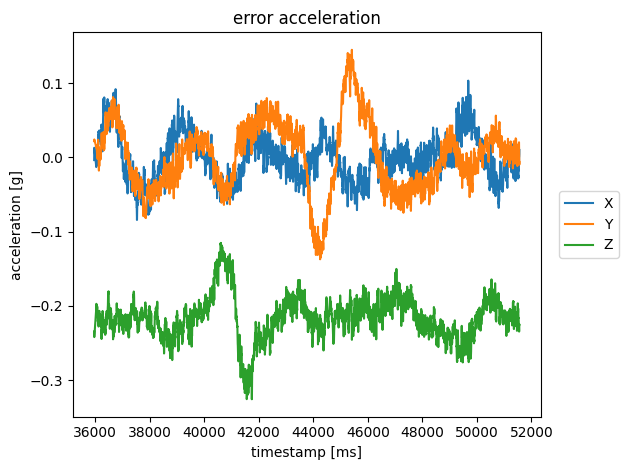 error acceleration
acceleration [g]
0.1
0.0
−0.1
−0.2
−0.3
36000 38000 40000 42000 44000 46000 48000 50000 52000
timestamp [ms]
X
Y
Z